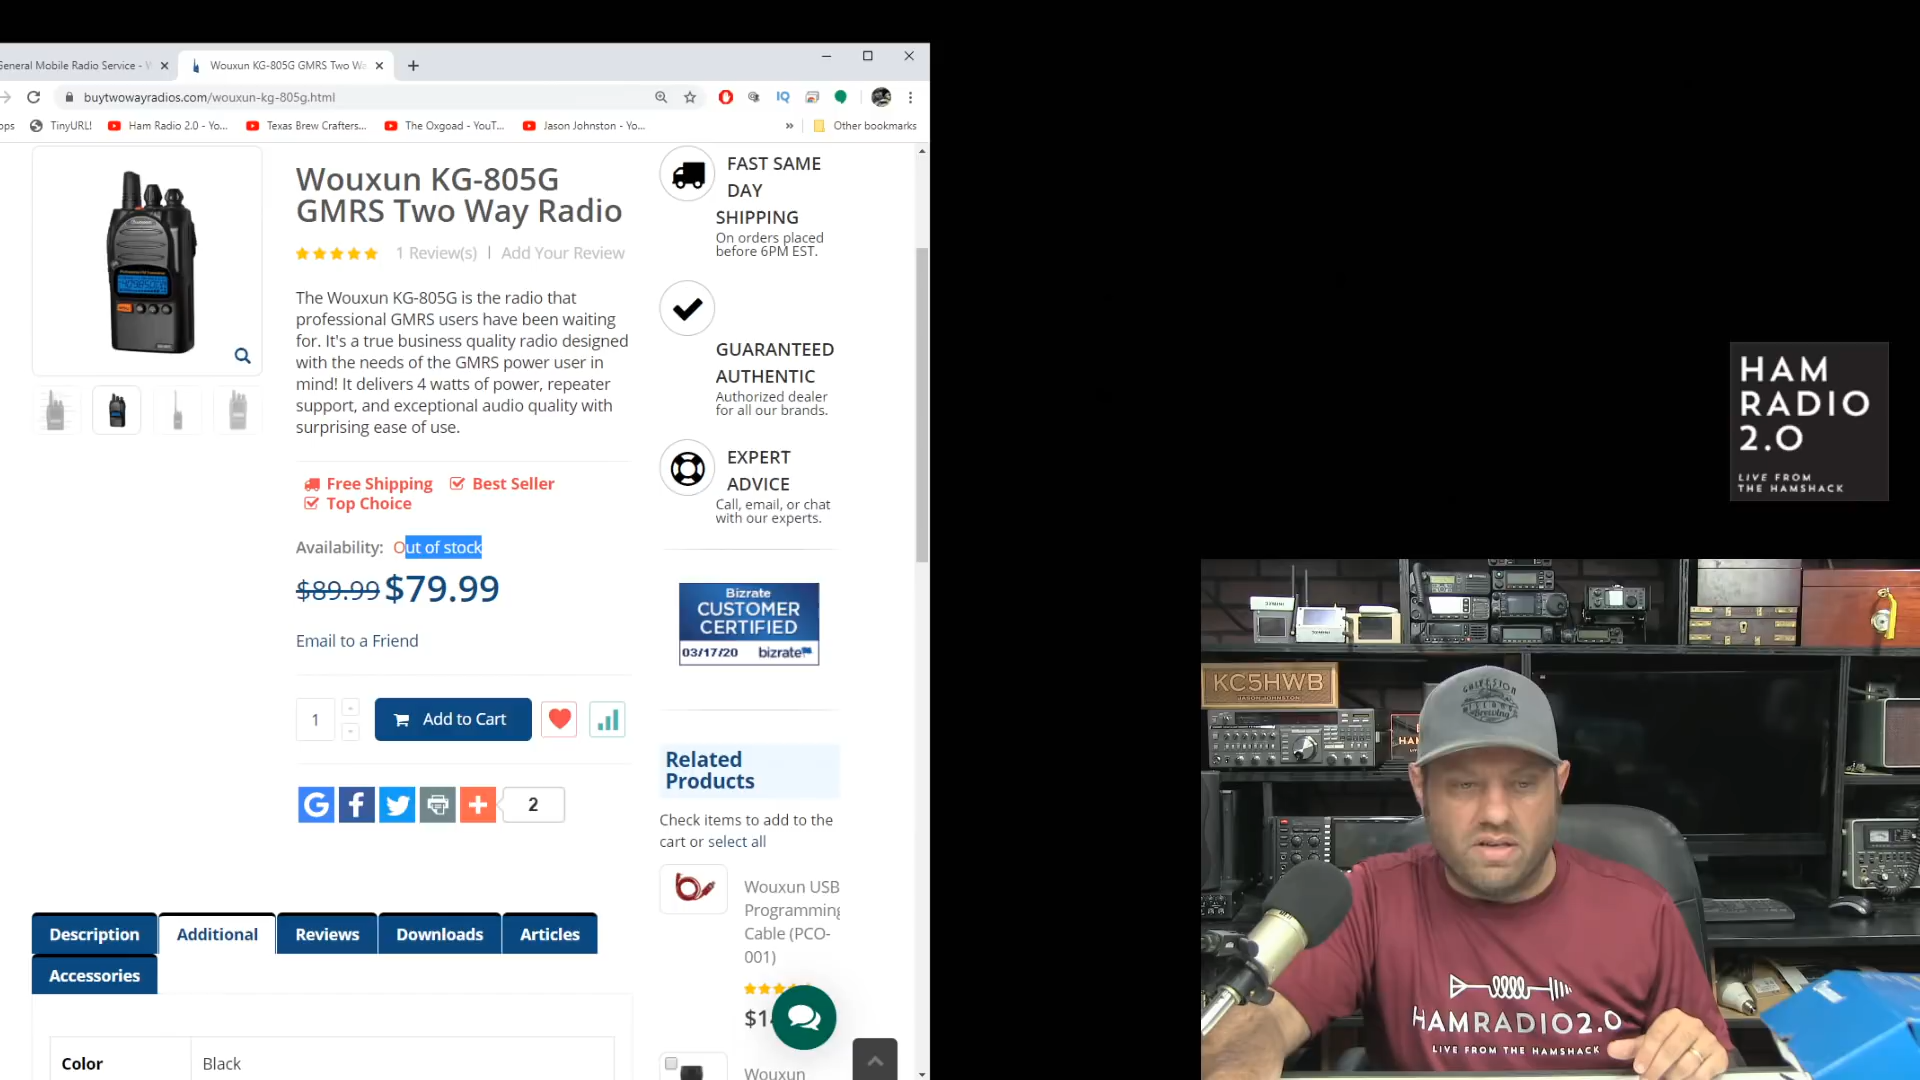 General Mobile Radio Service - W
Wouxun KG-805G GMRS Two Wa
buytwowayradios.com/wouxun-kg-805g.html
IQ
ops
TinyURL!
Ham Radio 2.0 - Yo...
Texas Brew Crafters...
The Oxgoad - YouT...
Jason Johnston - Yo...
»
Other bookmarks
Wouxun KG-805G
GMRS Two Way Radio
1 Review(s) | Add Your Review
The Wouxun KG-805G is the radio that
professional GMRS users have been waiting
for. It's a true business quality radio designed
with the needs of the GMRS power user in
mind! It delivers 4 watts of power, repeater
support, and exceptional audio quality with
surprising ease of use.
Free Shipping Best Seller
Top Choice
Availability: Out of stock
$89.99 $79.99
Email to a Friend
1
Add to Cart
2
FAST SAME
DAY
SHIPPING
On orders placed
before 6PM EST.
GUARANTEED
AUTHENTIC
Authorized dealer
for all our brands.
EXPERT
ADVICE
Call, email, or chat
with our experts.
Bizrate
CUSTOMER
CERTIFIED
03/17/20 bizrate
Related
Products
Check items to add to the
cart or select all
Wouxun USB
Programming
Cable (PCO-
001)
Wouxun
Description
Additional
Reviews
Downloads
Articles
Accessories
Color
Black
HAM
RADIO
2.0
LIVE FROM
THE HAMSHACK
KC5HWB
JASON JOHNSTON
GALVESTON
ISLAND
Brewing
HAM
HAMRADIO2.0
LIVE FROM THE HAMSHACK